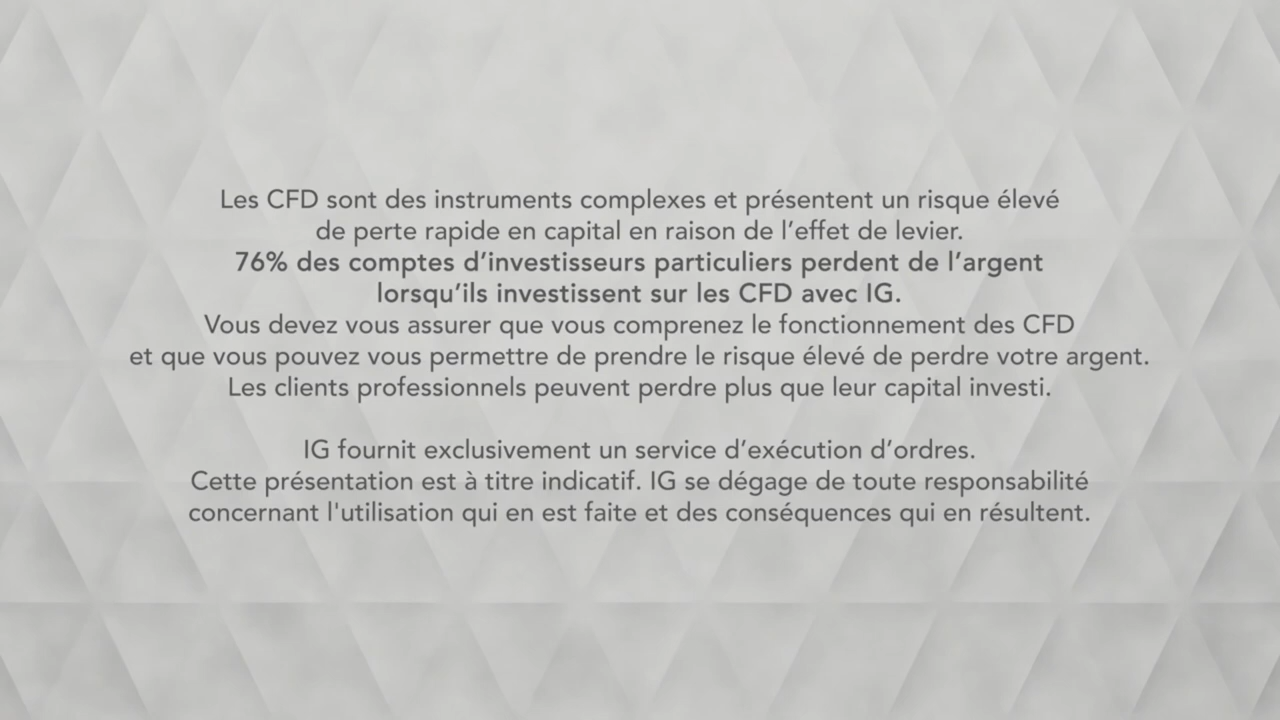 Les CFD sont des instruments complexes et présentent un risque élevé
de perte rapide en capital en raison de l’effet de levier.
76% des comptes d’investisseurs particuliers perdent de l’argent
lorsqu’ils investissent sur les CFD avec IG.
Vous devez vous assurer que vous comprenez le fonctionnement des CFD
et que vous pouvez vous permettre de prendre le risque élevé de perdre votre argent.
Les clients professionnels peuvent perdre plus que leur capital investi.
IG fournit exclusivement un service d’exécution d’ordres.
Cette présentation est à titre indicatif. IG se dégage de toute responsabilité
concernant l'utilisation qui en est faite et des conséquences qui en résultent.